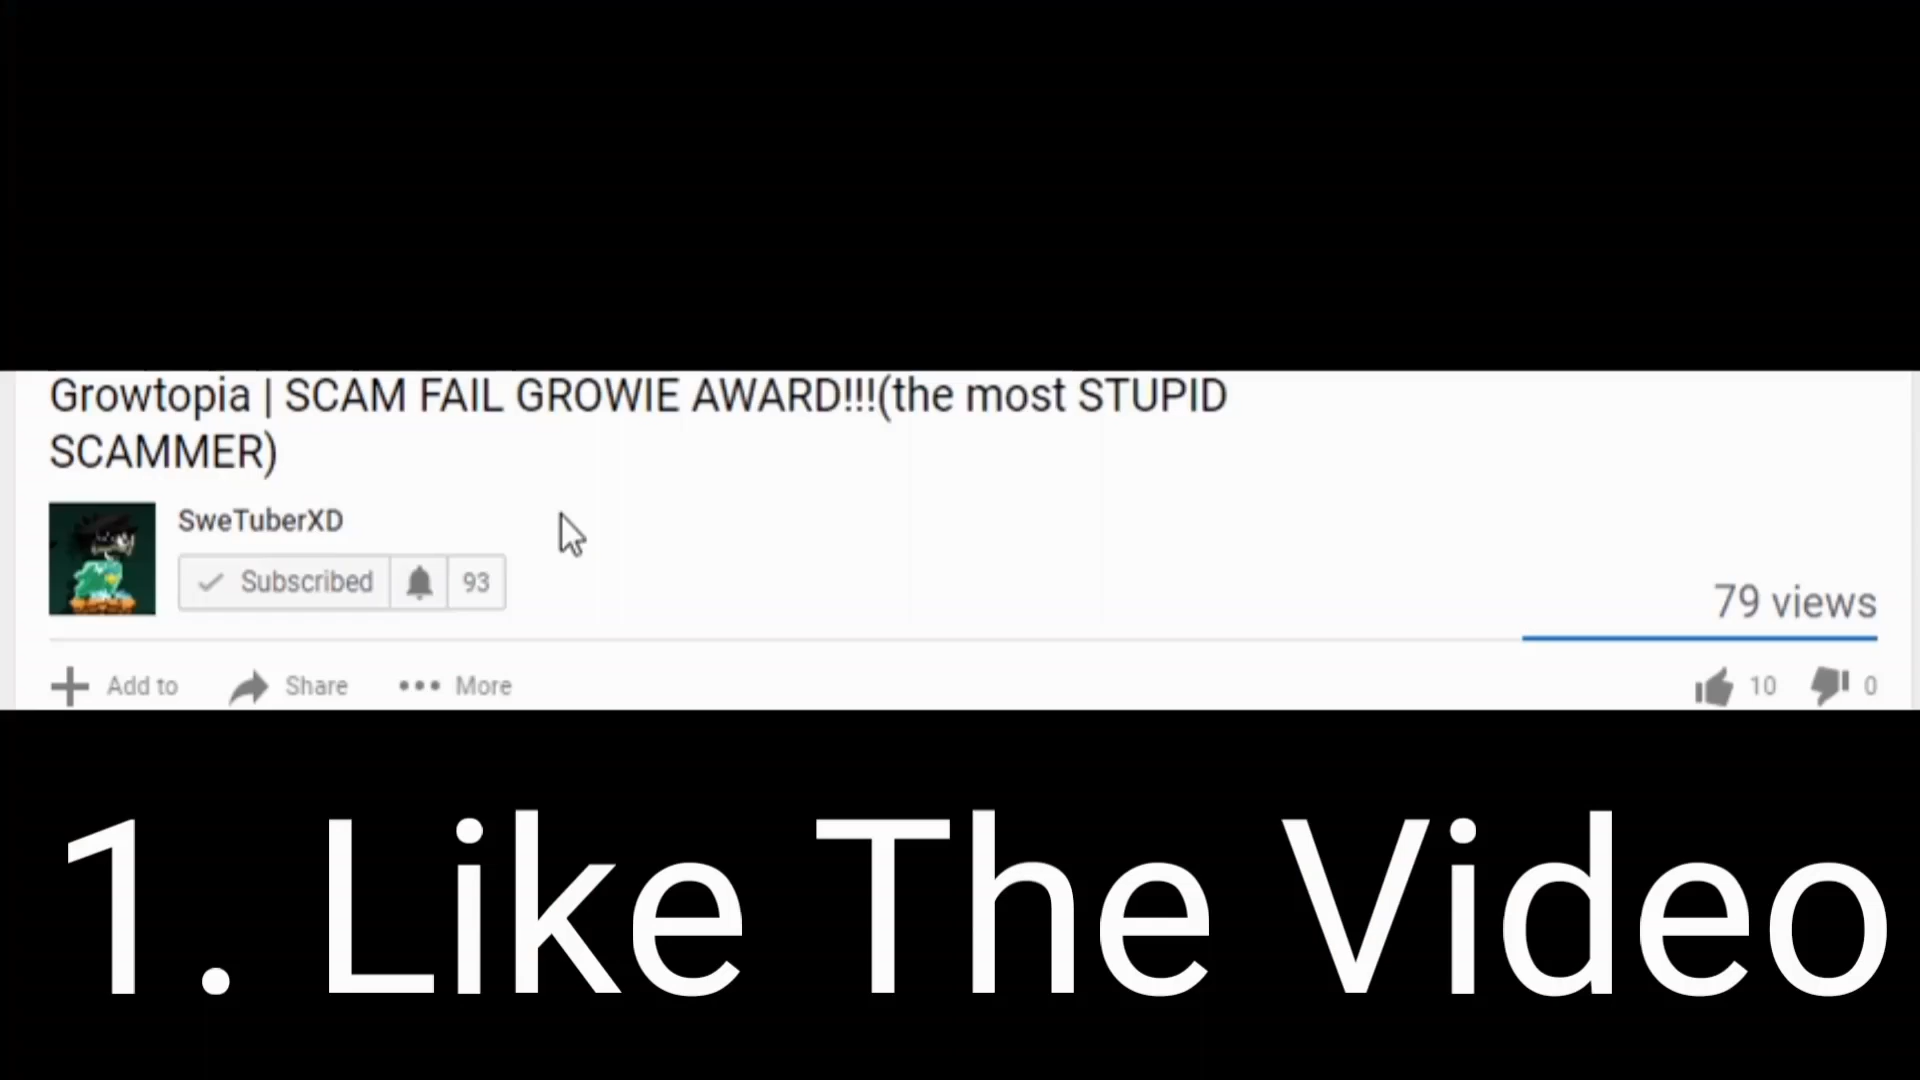 Growtopia | SCAM FAIL GROWIE AWARD!!!(the most STUPID
SCAMMER)
SweTuberXD
Subscribed 93
79 views
Add to Share More 10 0
1. Like The Video